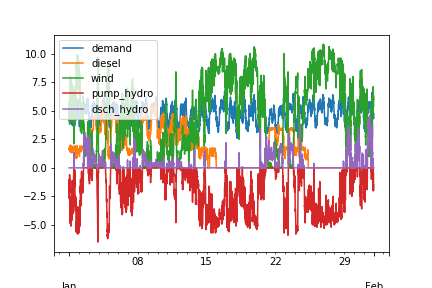 demand
diesel
wind
pump_hydro
dsch_hydro
10.0
7.5
5.0
2.5
0.0
−2.5
−5.0
08
15
22
29
Jan
Feb